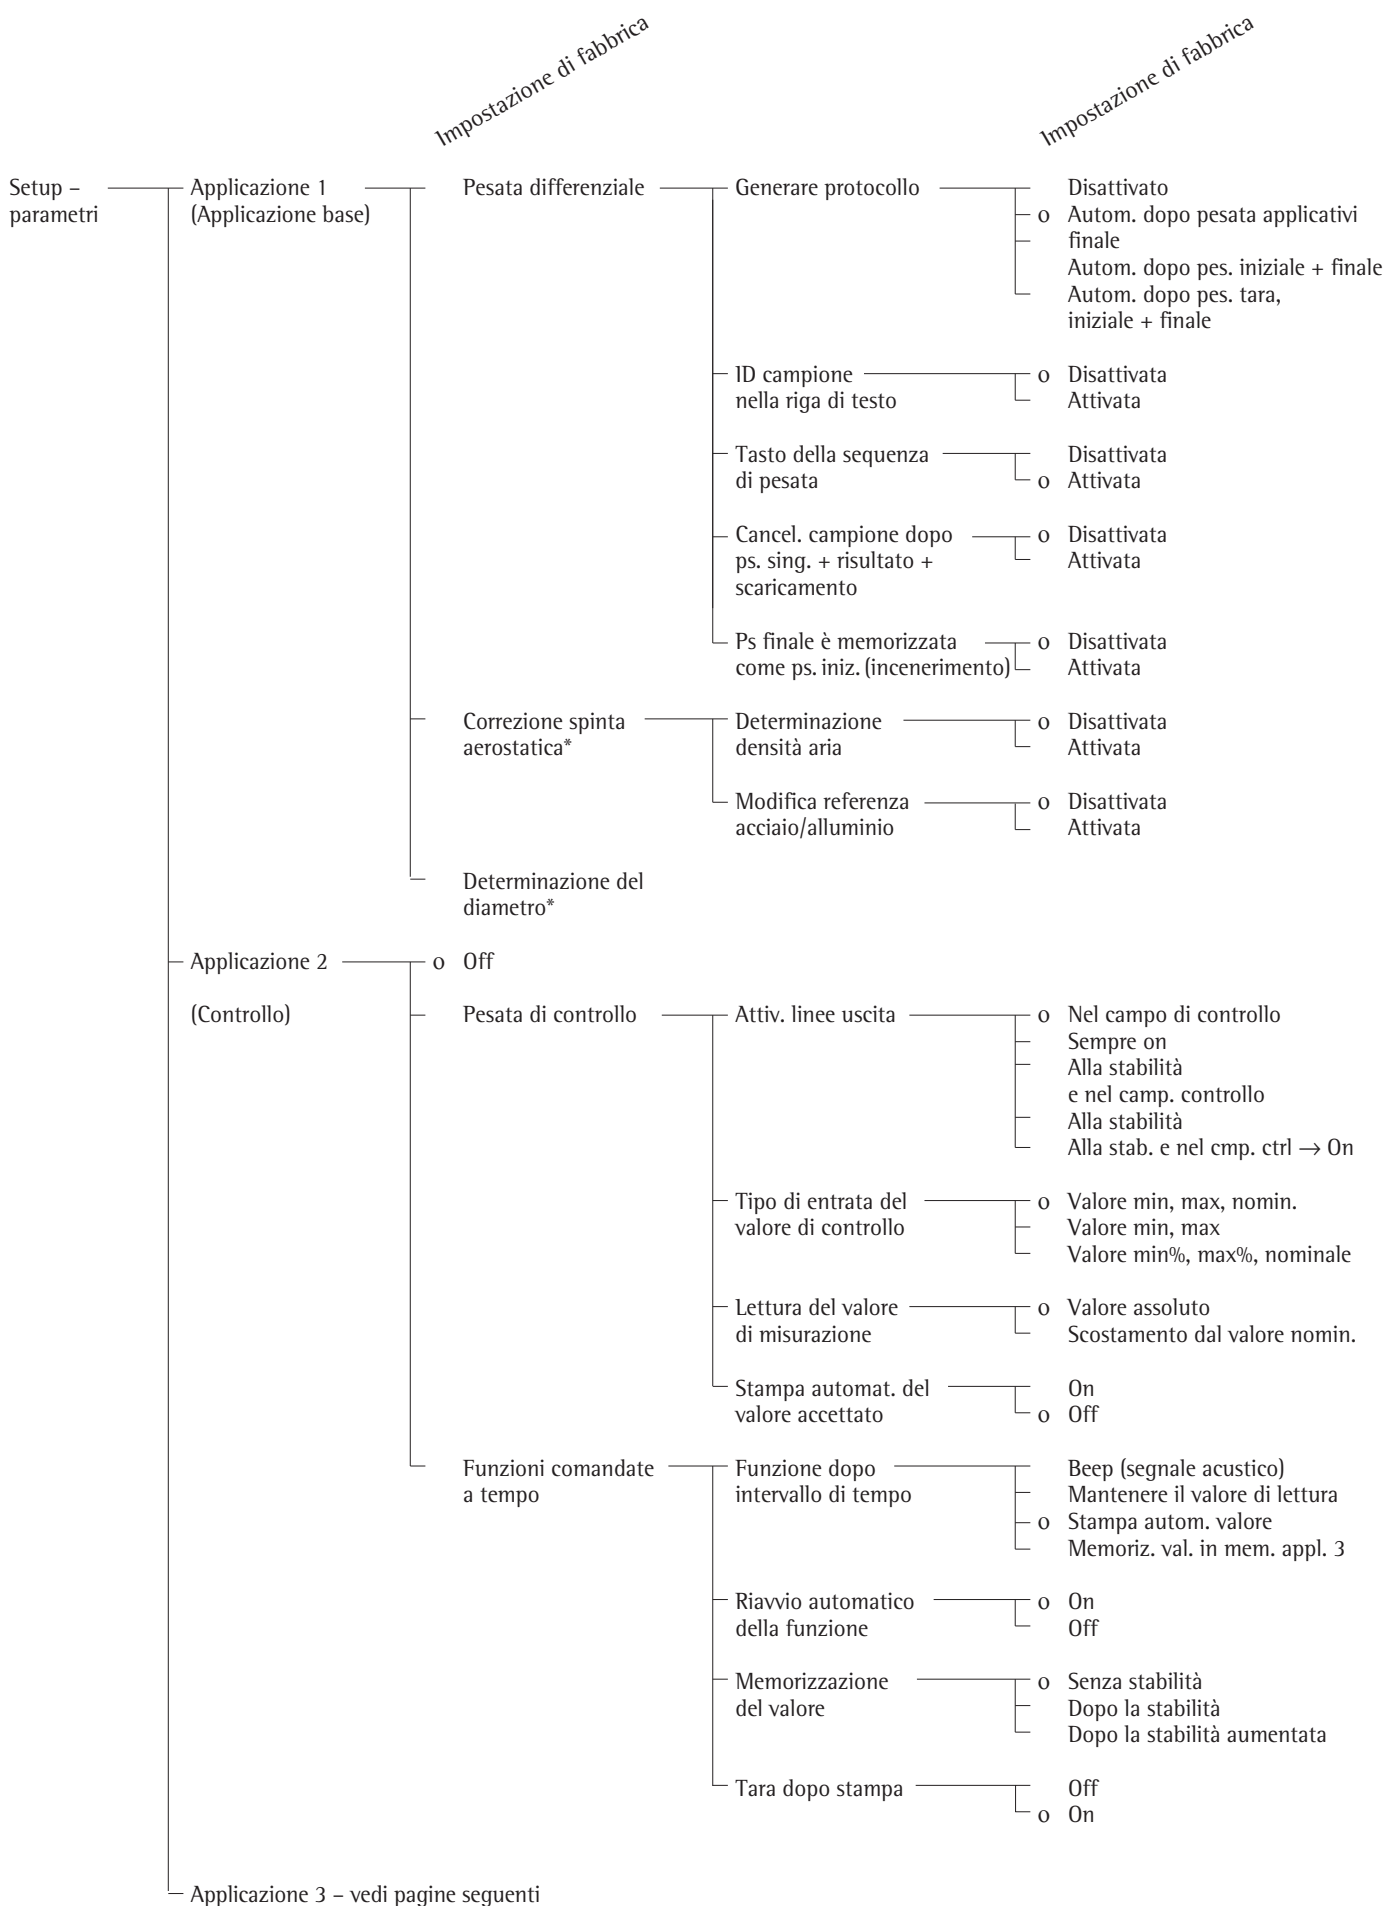 Impostazione di fabbrica
Impostazione di fabbrica
Setup –
parametri
Applicazione 1
(Applicazione base)
Pesata differenziale
Generare protocollo
Disattivato
o Autom. dopo pesata applicativi
finale
Autom. dopo pes. iniziale + finale
Autom. dopo pes. tara,
iniziale + finale
ID campione
nella riga di testo
o Disattivata
Attivata
Tasto della sequenza
di pesata
Disattivata
o Attivata
Cancel. campione dopo
ps. sing. + risultato +
scaricamento
o Disattivata
Attivata
Ps finale è memorizzata
come ps. iniz. (incenerimento)
o Disattivata
Attivata
Correzione spinta
aerostatica*
Determinazione
densità aria
o Disattivata
Attivata
Modifica referenza
acciaio/alluminio
o Disattivata
Attivata
Determinazione del
diametro*
Applicazione 2
(Controllo)
o Off
Pesata di controllo
Attiv. linee uscita
o Nel campo di controllo
Sempre on
Alla stabilità
e nel camp. controllo
Alla stabilità
Alla stab. e nel cmp. ctrl → On
Tipo di entrata del
valore di controllo
o Valore min, max, nomin.
Valore min, max
Valore min%, max%, nominale
Lettura del valore
di misurazione
o Valore assoluto
Scostamento dal valore nomin.
Stampa automat. del
valore accettato
On
o Off
Funzioni comandate
a tempo
Funzione dopo
intervallo di tempo
Beep (segnale acustico)
Mantenere il valore di lettura
o Stampa autom. valore
Memoriz. val. in mem. appl. 3
Riavvio automatico
della funzione
o On
Off
Memorizzazione
del valore
o Senza stabilità
Dopo la stabilità
Dopo la stabilità aumentata
Tara dopo stampa
Off
o On
Applicazione 3 – vedi pagine seguenti